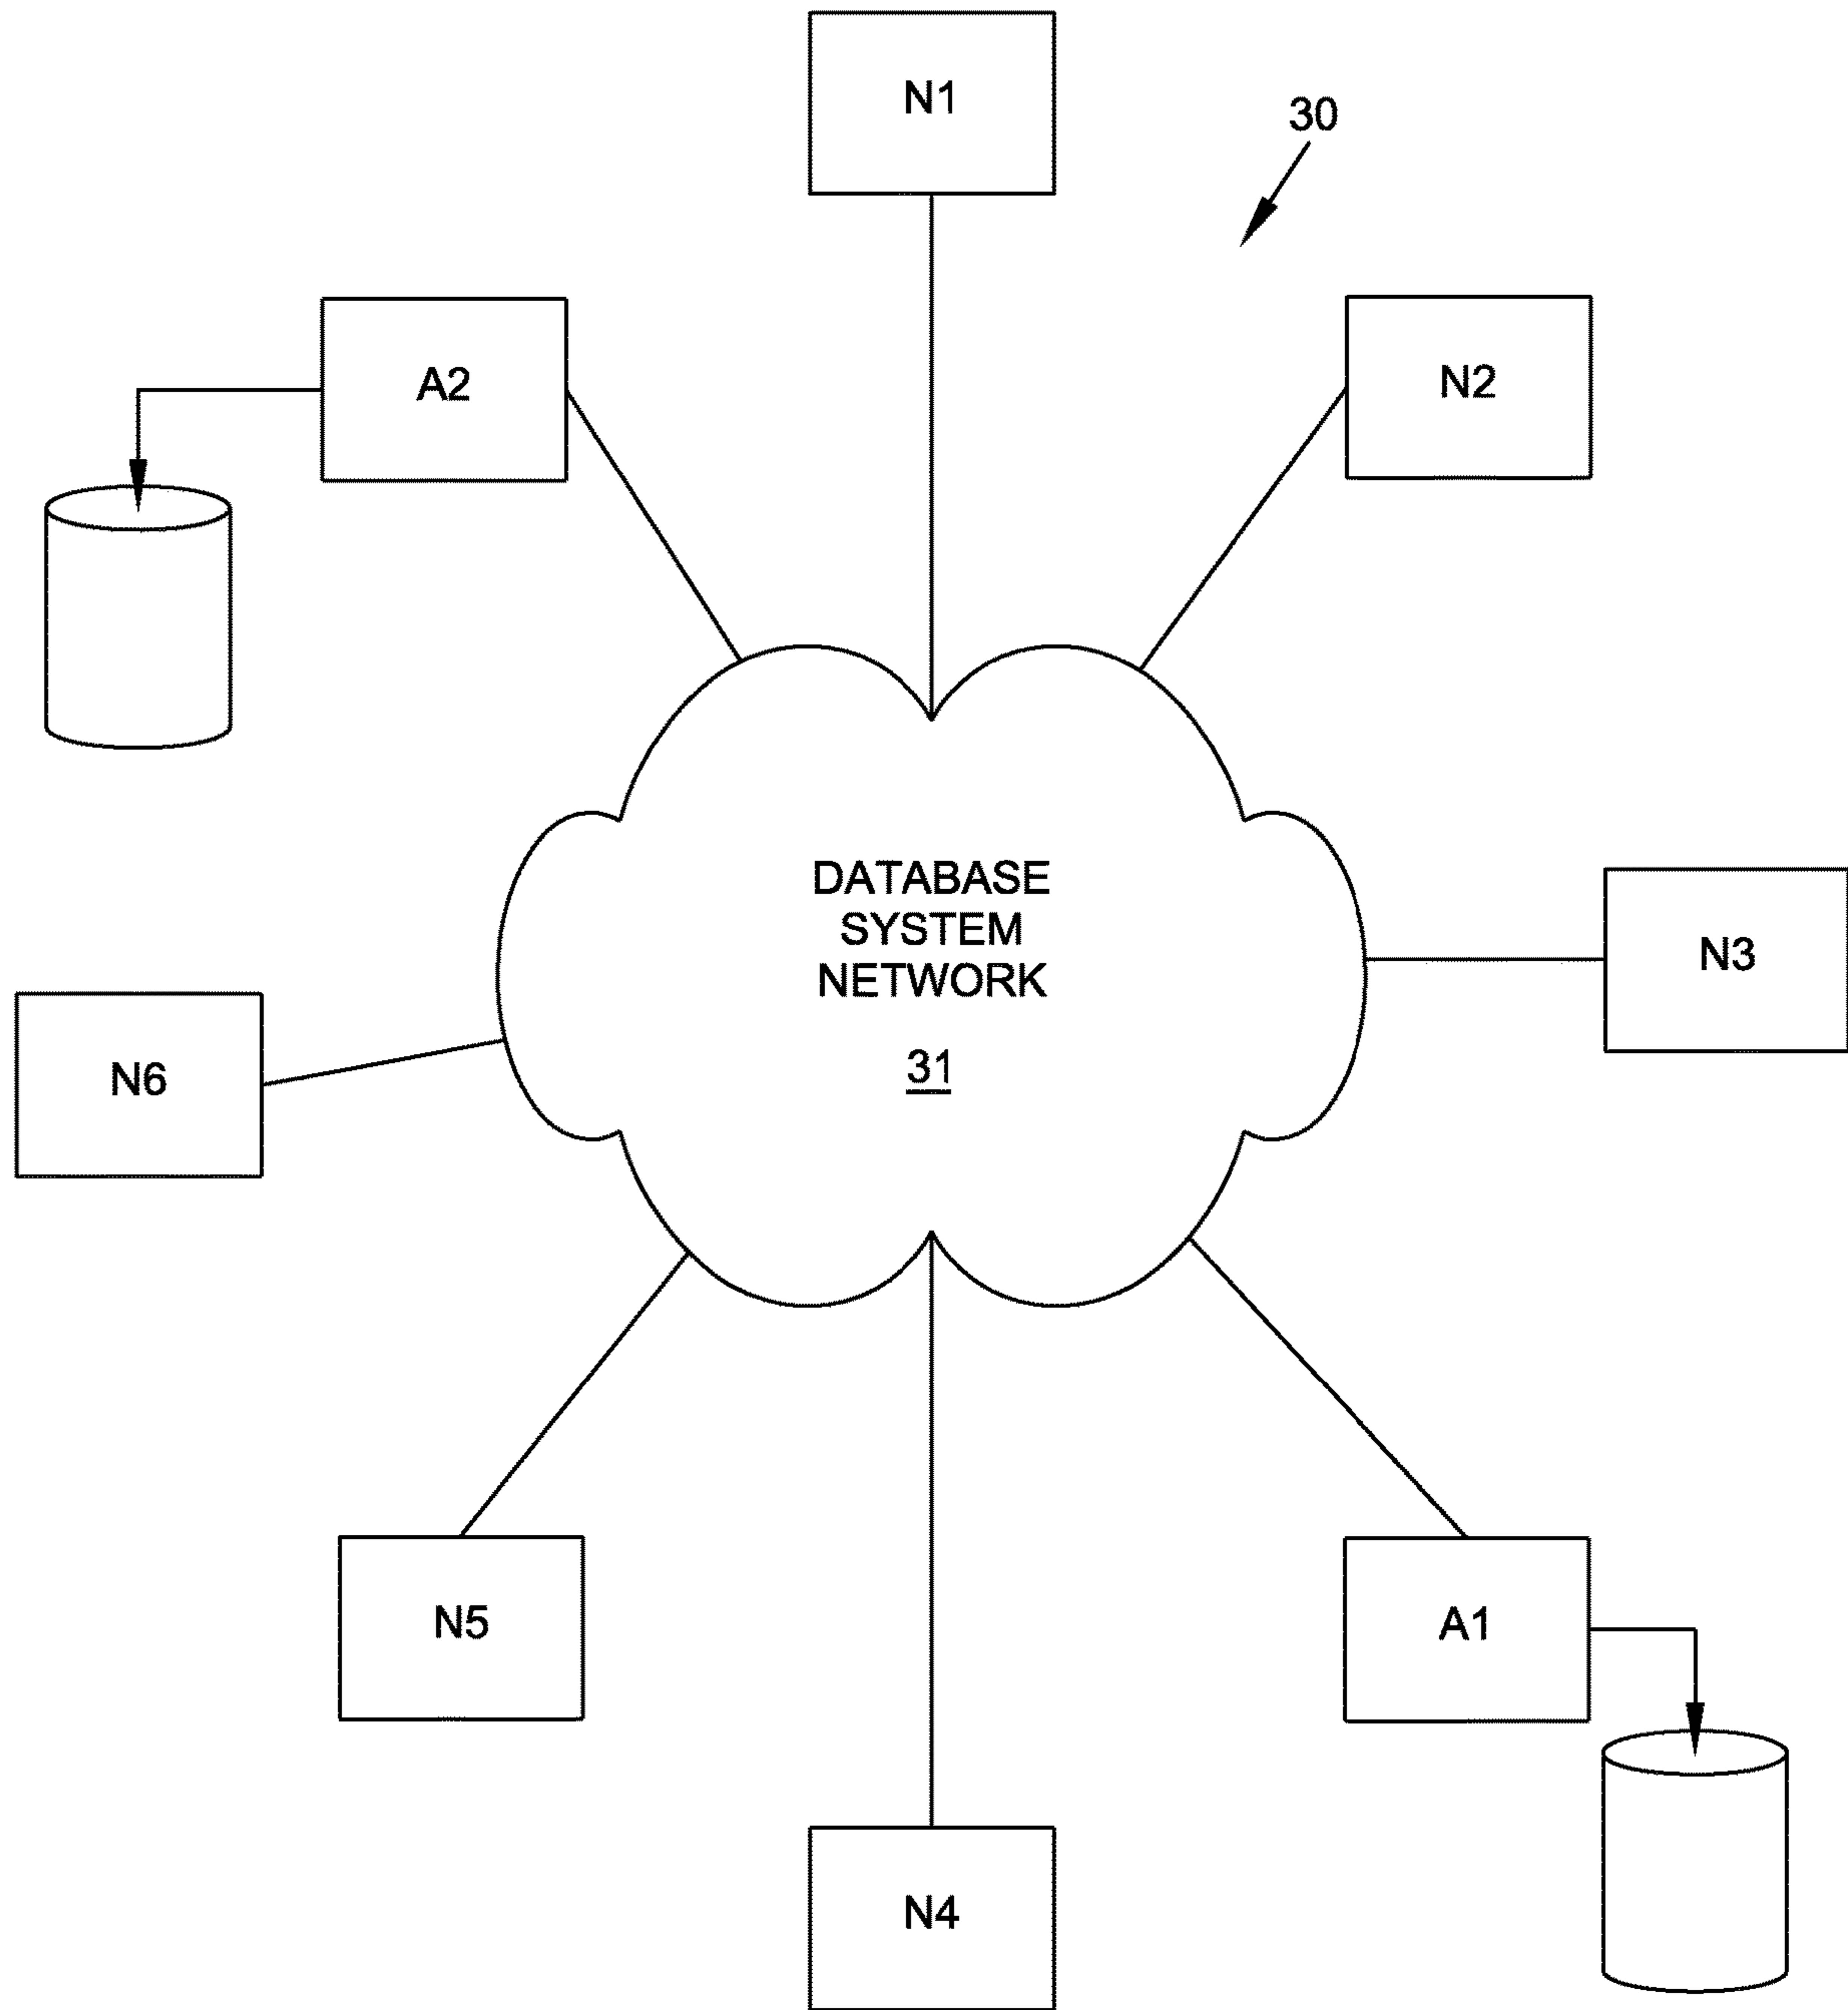 N1
30
A2
N2
DATABASE
SYSTEM
NETWORK
31
N3
N6
N5
A1
N4